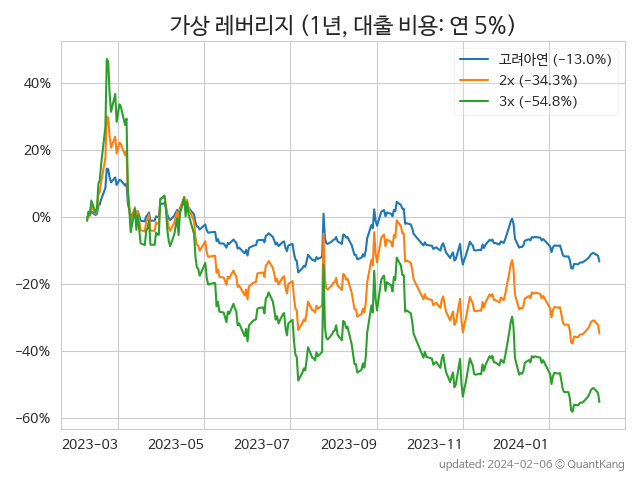 가상 레버리지 (1년, 대출 비용: 연 5%)
고려아연 (−13.0%)
2x (−34.3%)
3x (−54.8%)
40%
20%
0%
−20%
−40%
−60%
2023-03 2023-05 2023-07 2023-09 2023-11 2024-01
updated: 2024-02-06 © QuantKang